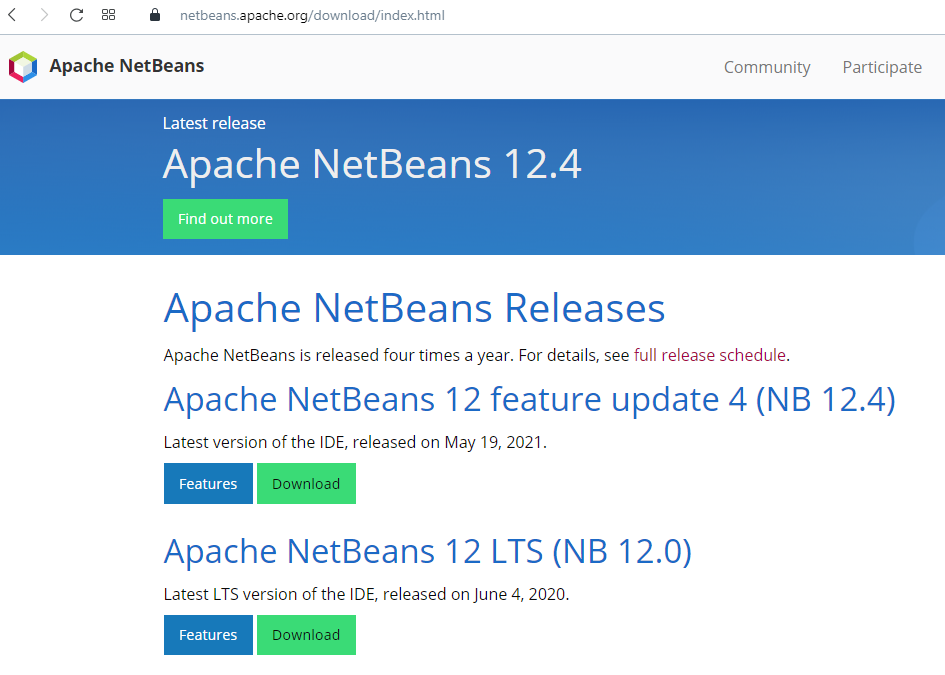 netbeans.apache.org/download/index.html
Apache NetBeans
Community
Participate
Latest release
Apache NetBeans 12.4
Find out more
Apache NetBeans Releases
Apache NetBeans is released four times a year. For details, see full release schedule.
Apache NetBeans 12 feature update 4 (NB 12.4)
Latest version of the IDE, released on May 19, 2021.
Features Download
Apache NetBeans 12 LTS (NB 12.0)
Latest LTS version of the IDE, released on June 4, 2020.
Features Download